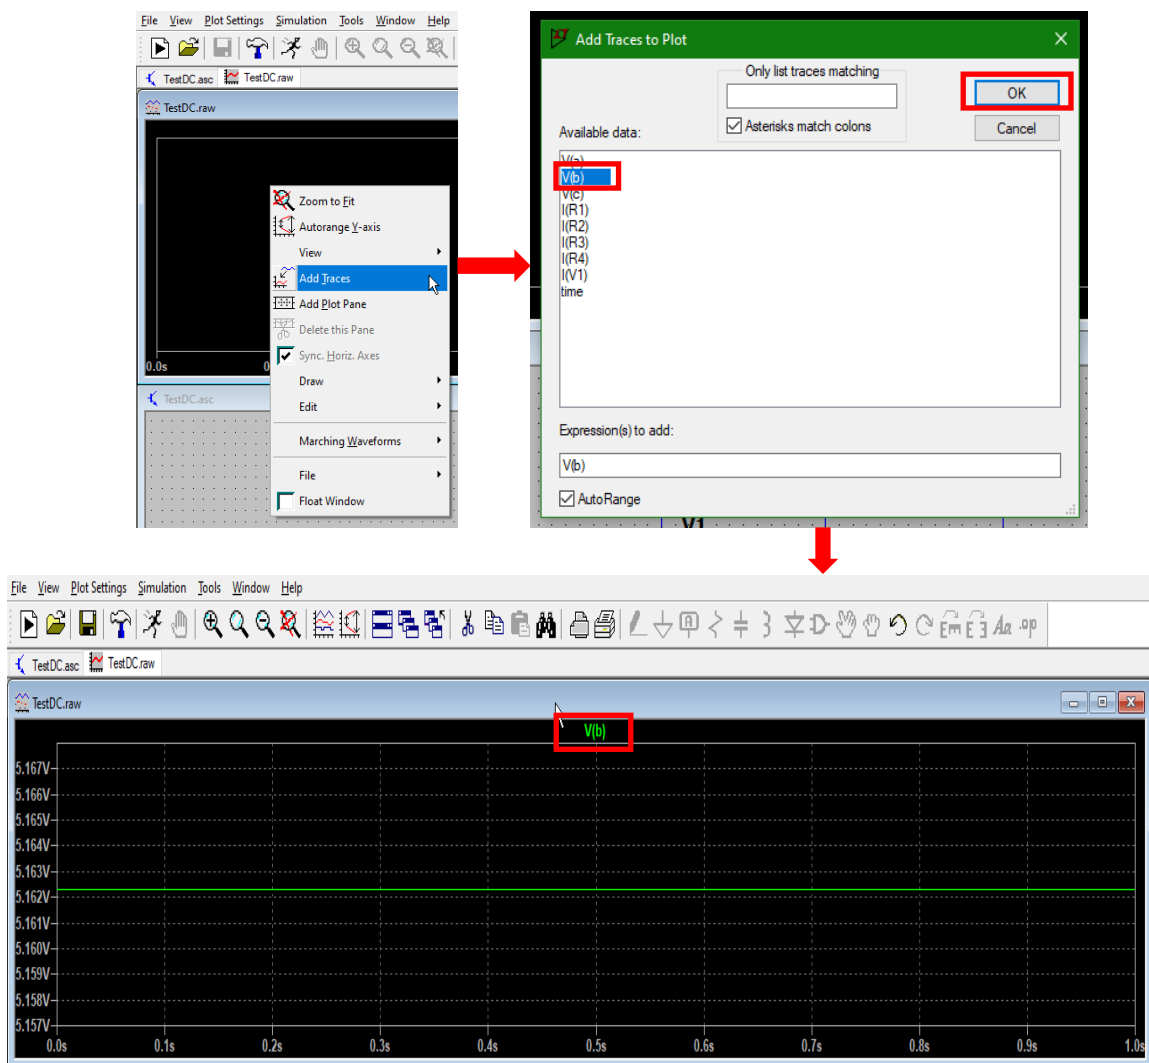 File View Plot Settings Simulation Tools Window Help
TestDC.asc TestDC.raw
TestDC.raw
Zoom to Fit
Autorange Y-axis
View
Add Traces
Add Plot Pane
Delete this Pane
Sync. Horiz. Axes
Draw
Edit
Marching Waveforms
File
Float Window
0.0s 0
TestDC.asc
Add Traces to Plot
Only list traces matching
OK
Asterisks match colons
Cancel
Available data:
V(a)
V(b)
V(c)
I(R1)
I(R2)
I(R3)
I(R4)
I(V1)
time
Expression(s) to add:
V(b)
AutoRange
V1
File View Plot Settings Simulation Tools Window Help
Aa .op
TestDC.asc TestDC.raw
TestDC.raw
V(b)
5.167V
5.166V
5.165V
5.164V
5.163V
5.162V
5.161V
5.160V
5.159V
5.158V
5.157V
0.0s 0.1s 0.2s 0.3s 0.4s 0.5s 0.6s 0.7s 0.8s 0.9s 1.0s